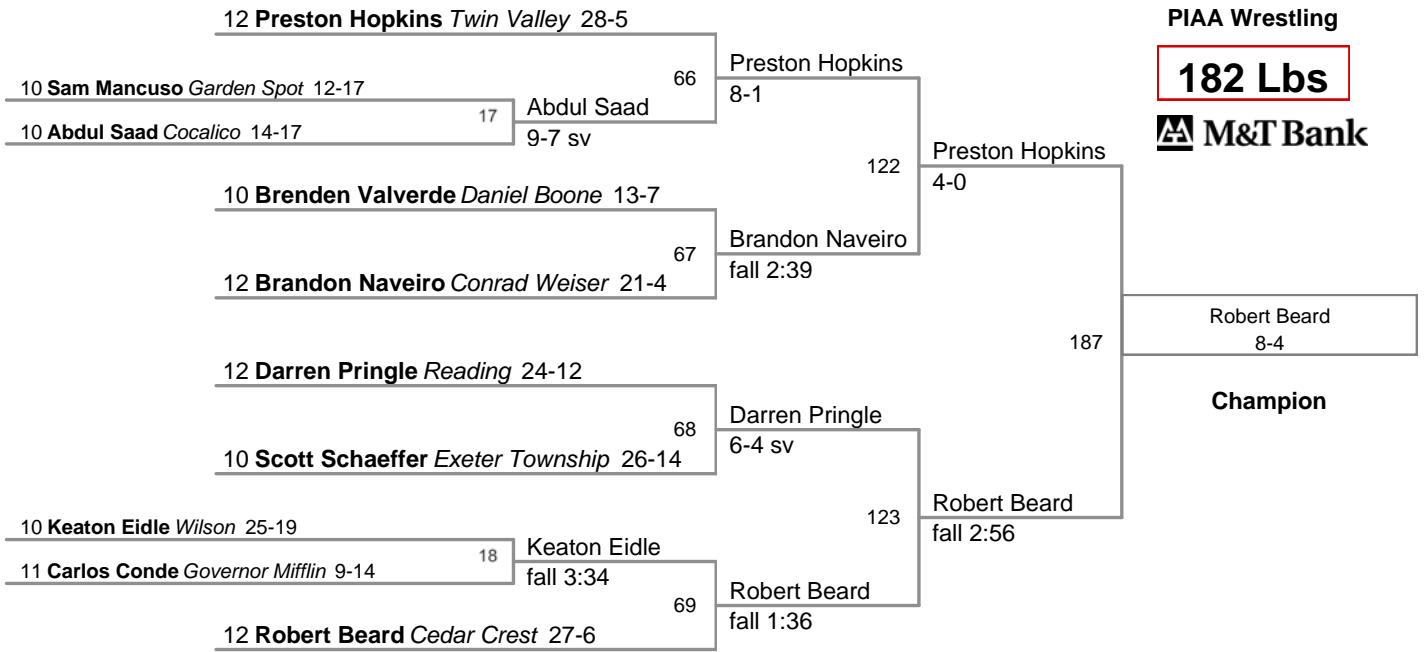 12 Preston Hopkins Twin Valley 28-5
PIAA Wrestling
182 Lbs
M&T Bank
66
Preston Hopkins
8-1
10 Sam Mancuso Garden Spot 12-17
17
Abdul Saad
9-7 sv
10 Abdul Saad Cocalico 14-17
122
Preston Hopkins
4-0
10 Brenden Valverde Daniel Boone 13-7
67
Brandon Naveiro
fall 2:39
12 Brandon Naveiro Conrad Weiser 21-4
187
Robert Beard
8-4
Champion
12 Darren Pringle Reading 24-12
68
Darren Pringle
6-4 sv
10 Scott Schaeffer Exeter Township 26-14
123
Robert Beard
fall 2:56
10 Keaton Eidle Wilson 25-19
18
Keaton Eidle
fall 3:34
11 Carlos Conde Governor Mifflin 9-14
69
Robert Beard
fall 1:36
12 Robert Beard Cedar Crest 27-6